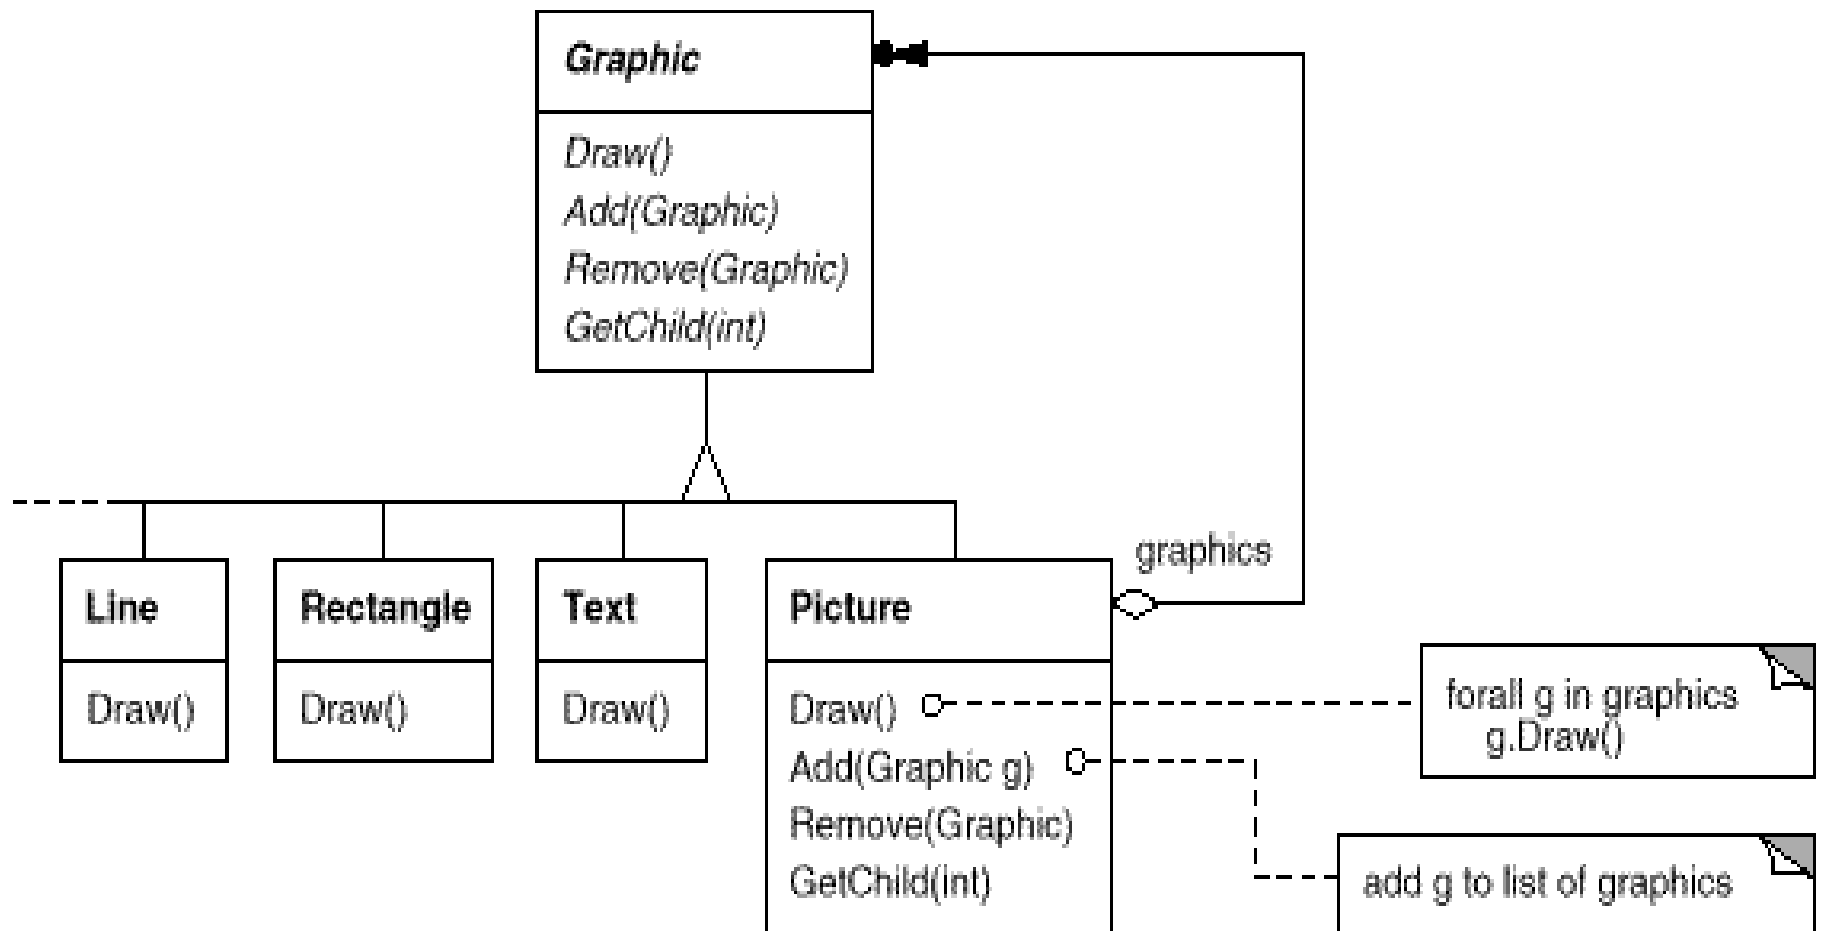 Graphic
Draw()
Add(Graphic)
Remove(Graphic)
GetChild(int)
graphics
Line
Draw()
Rectangle
Draw()
Text
Draw()
Picture
Draw()
Add(Graphic g)
Remove(Graphic)
GetChild(int)
forall g in graphics
g.Draw()
add g to list of graphics